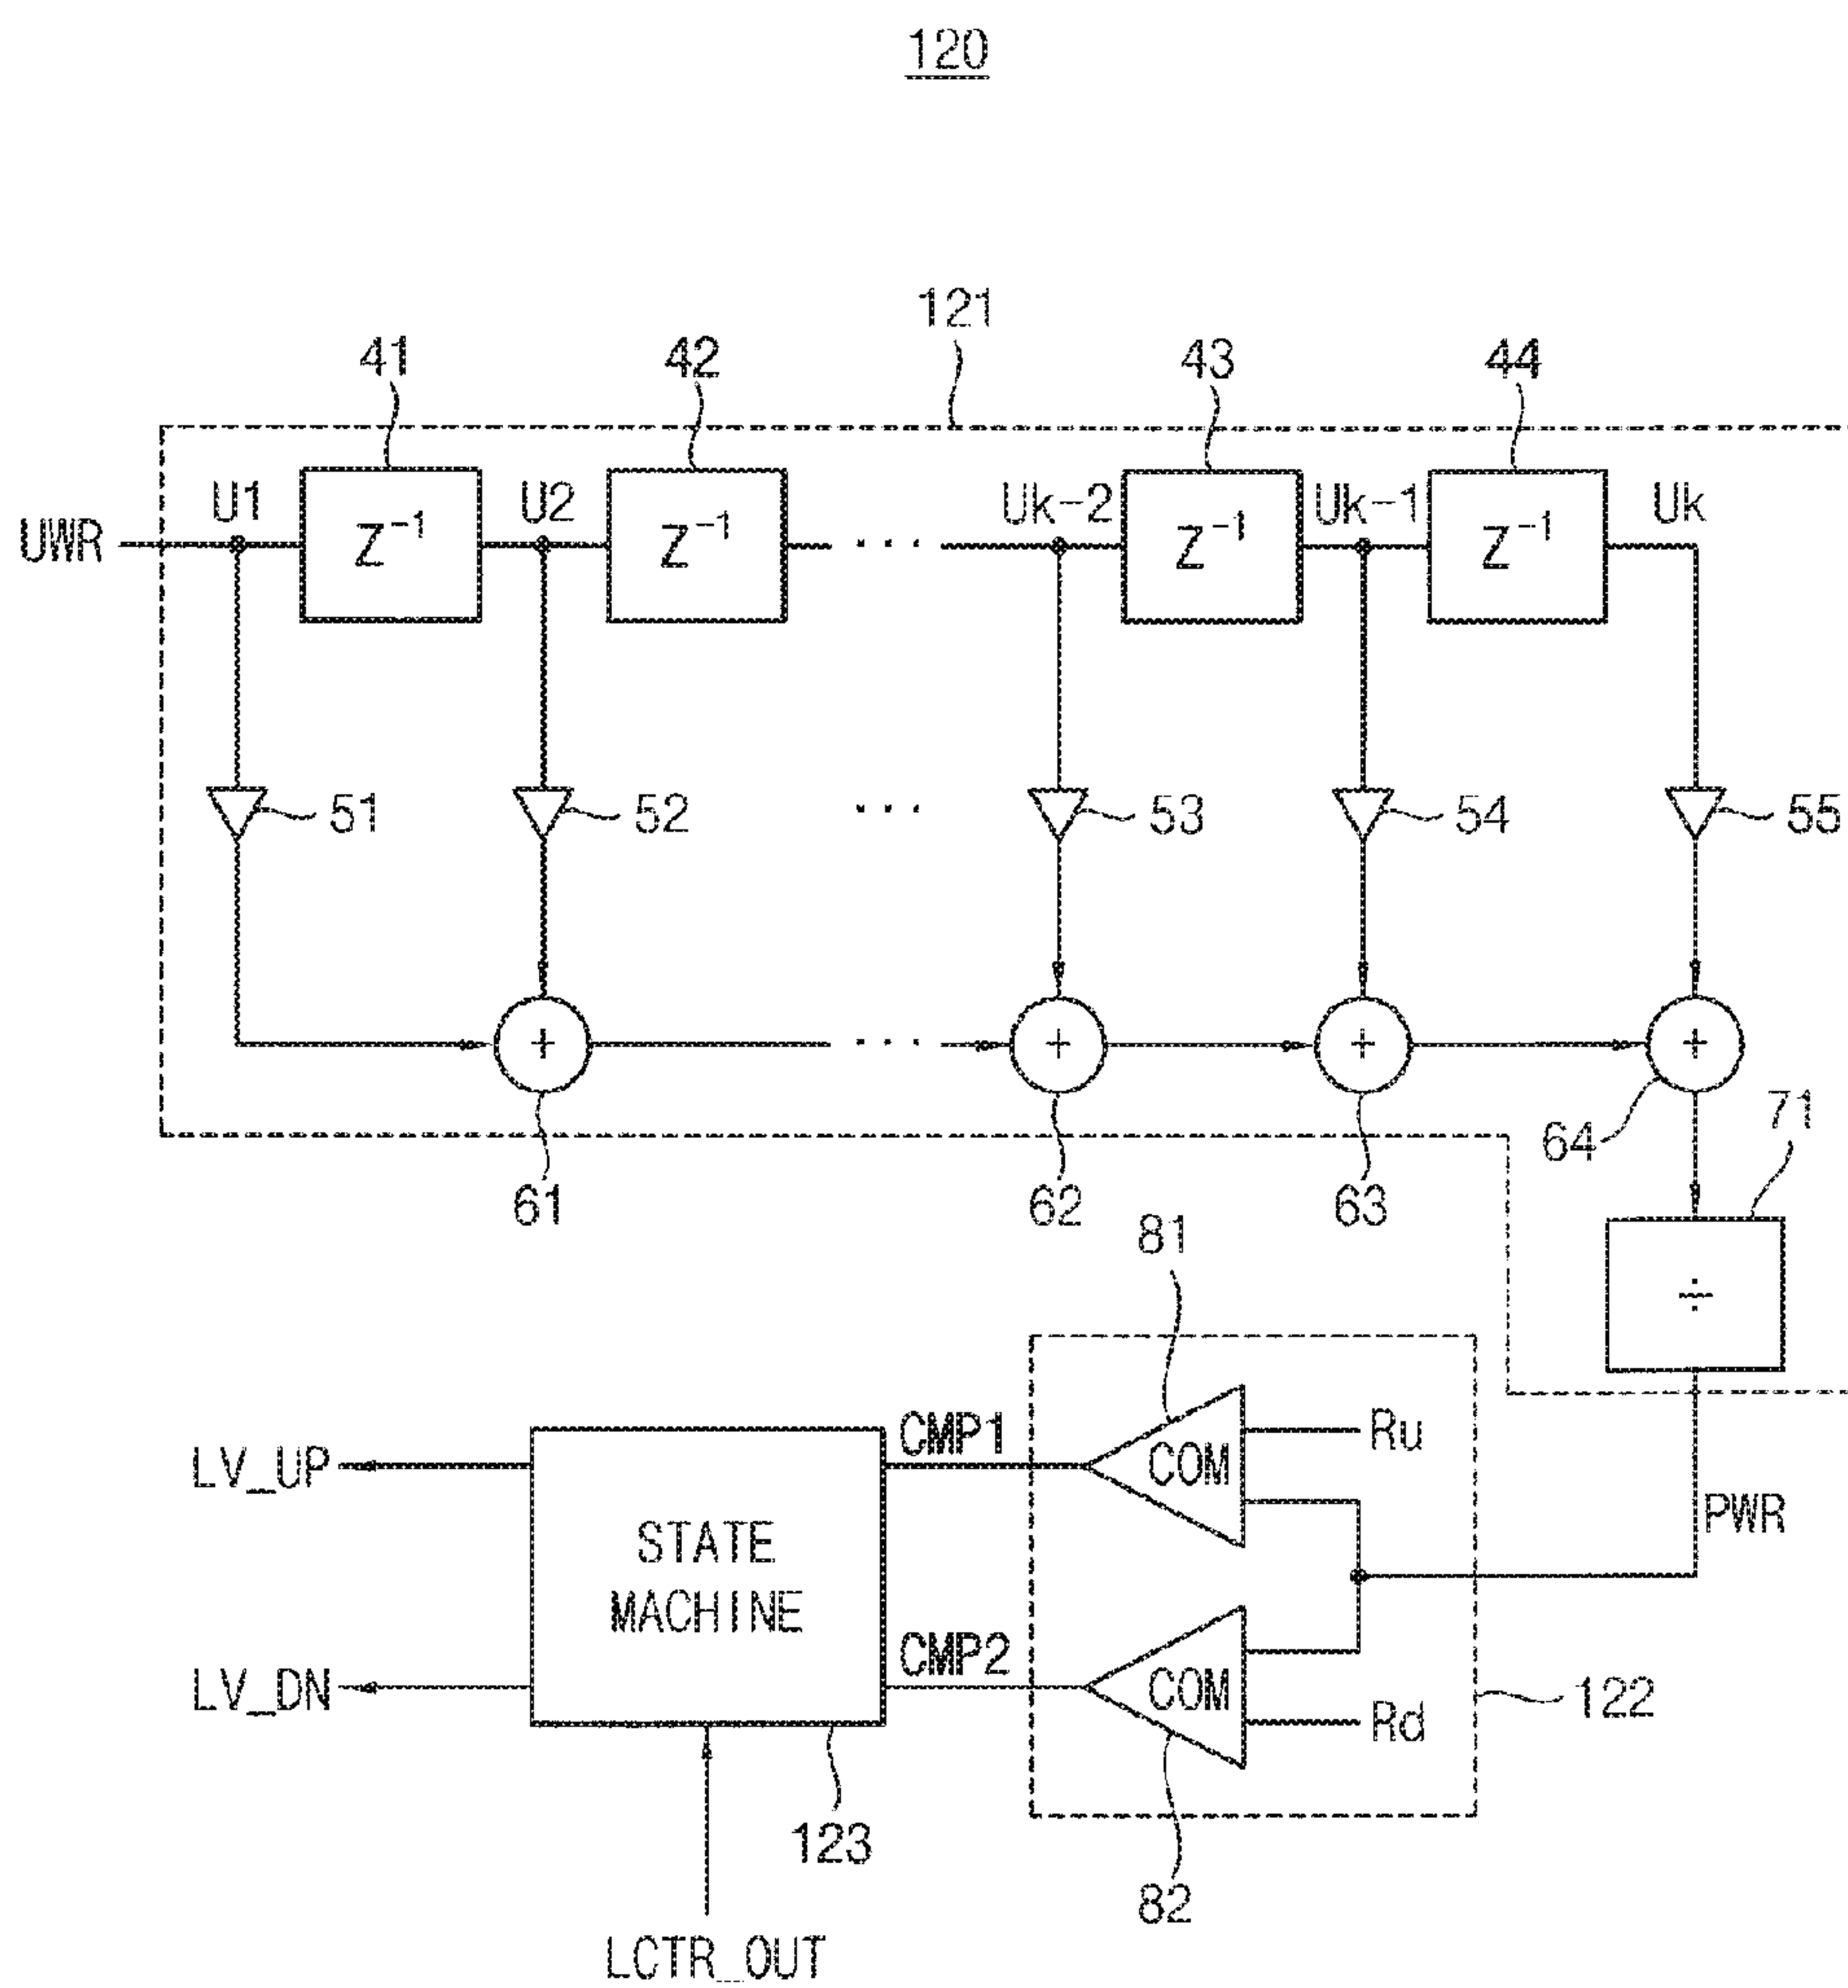 120
121
41 42 43 44
U1 U2 Uk-2 Uk-1 Uk
UWR Z⁻¹ Z⁻¹ ... Z⁻¹ Z⁻¹
51 52 ... 53 54 55
+ ... + + +
61 62 63 64 71
÷
81
CMP1 COM Ru
LV_UP
STATE
MACHINE
PWR
CMP2 COM
LV_DN Rd 122
123
82
LCTR_OUT